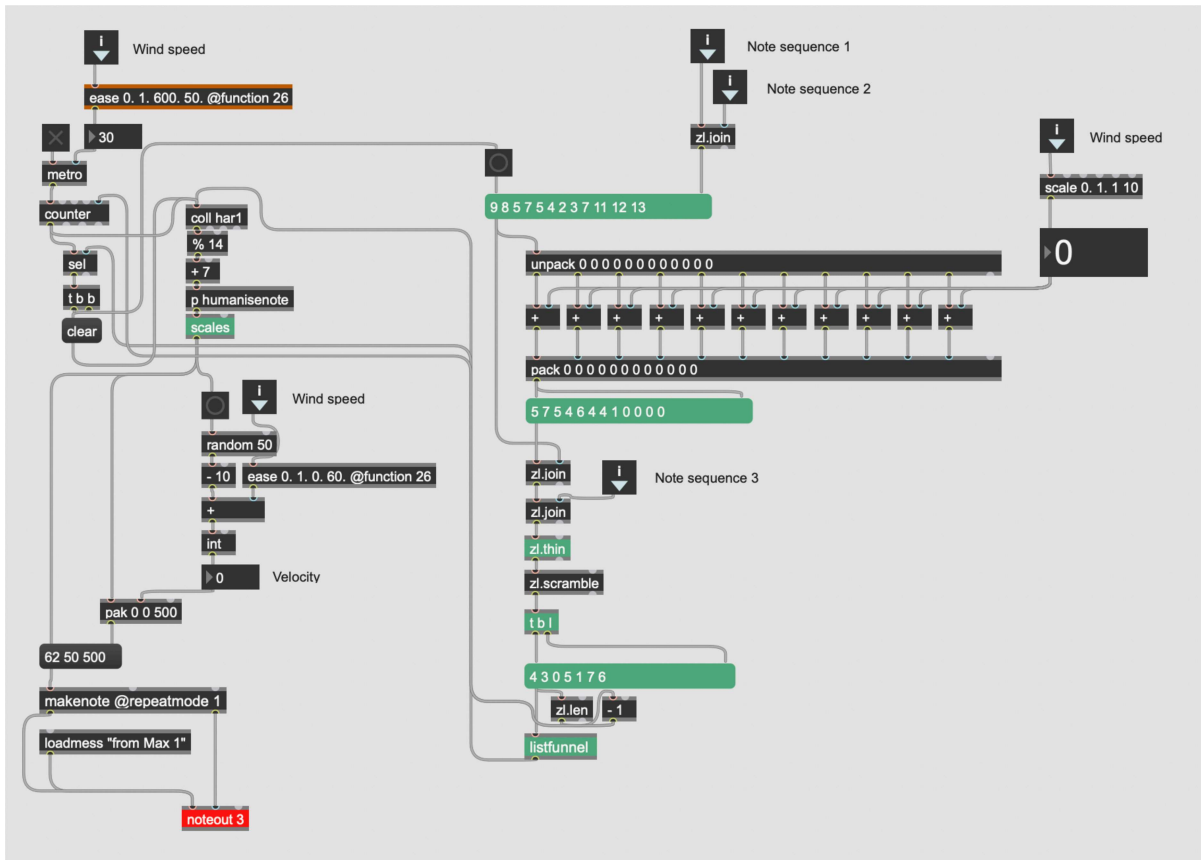 i
Wind speed
ease 0. 1. 600. 50. @function 26
30
metro
counter
sel
t b b
clear
coll har1
% 14
+ 7
p humanisenote
scales
i
Wind speed
random 50
- 10
ease 0. 1. 0. 60. @function 26
+
int
0
Velocity
pak 0 0 500
62 50 500
makenote @repeatmode 1
loadmess "from Max 1"
noteout 3
i
Note sequence 1
i
Note sequence 2
zl.join
9 8 5 7 5 4 2 3 7 11 12 13
unpack 0 0 0 0 0 0 0 0 0 0 0 0
+ + + + + + + + + + +
pack 0 0 0 0 0 0 0 0 0 0 0 0
5 7 5 4 6 4 4 1 0 0 0 0
zl.join
i
Note sequence 3
zl.join
zl.thin
zl.scramble
t b l
4 3 0 5 1 7 6
zl.len
- 1
listfunnel
i
Wind speed
scale 0. 1. 1 10
0